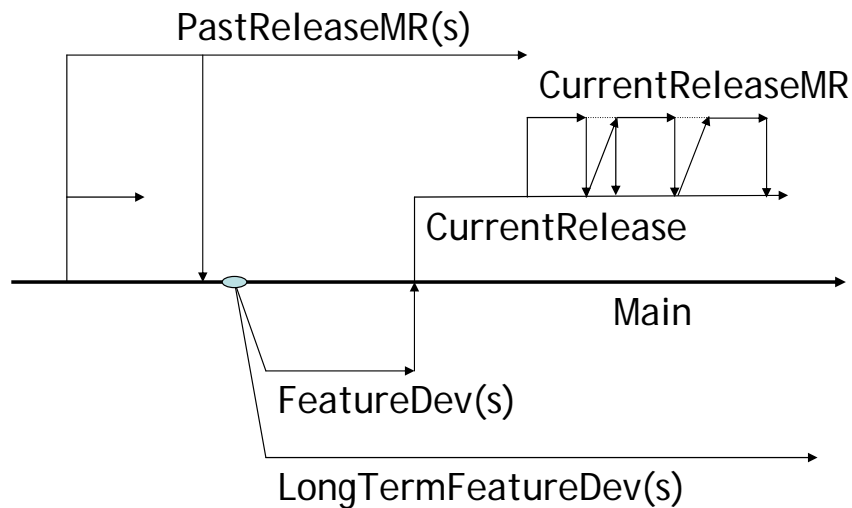 PastReleaseMR(s)
CurrentReleaseMR
CurrentRelease
Main
FeatureDev(s)
LongTermFeatureDev(s)